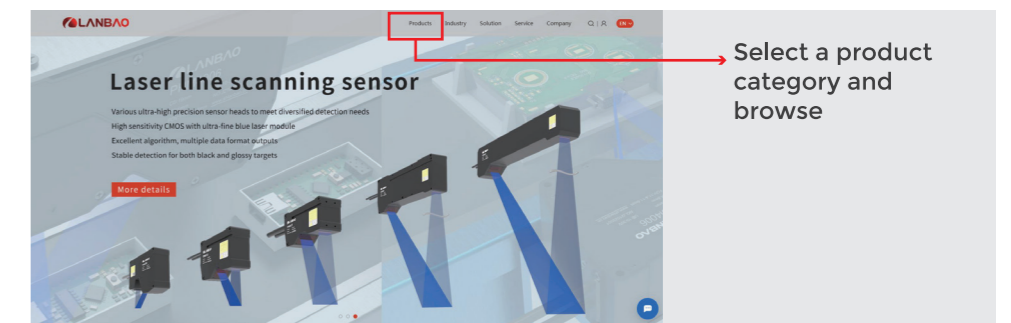 LANBAO
Products Industry Solution Service Company EN
Laser line scanning sensor
Various ultra-high precision sensor heads to meet diversified detection needs
High sensitivity CMOS with ultra-fine blue laser module
Excellent algorithm, multiple data format outputs
Stable detection for both black and glossy targets
More details
Select a product
category and
browse